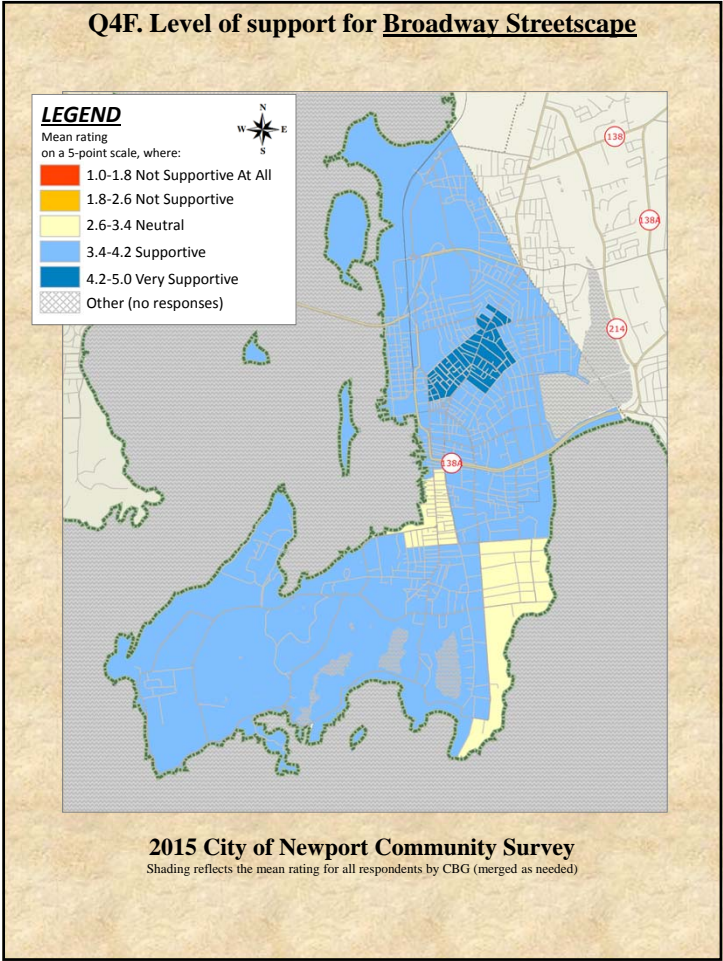 Q4F. Level of support for Broadway Streetscape
LEGEND
Mean rating
on a 5-point scale, where:
1.0-1.8 Not Supportive At All
1.8-2.6 Not Supportive
2.6-3.4 Neutral
3.4-4.2 Supportive
4.2-5.0 Very Supportive
Other (no responses)
N
W E
S
138
138A
214
138A
2015 City of Newport Community Survey
Shading reflects the mean rating for all respondents by CBG (merged as needed)